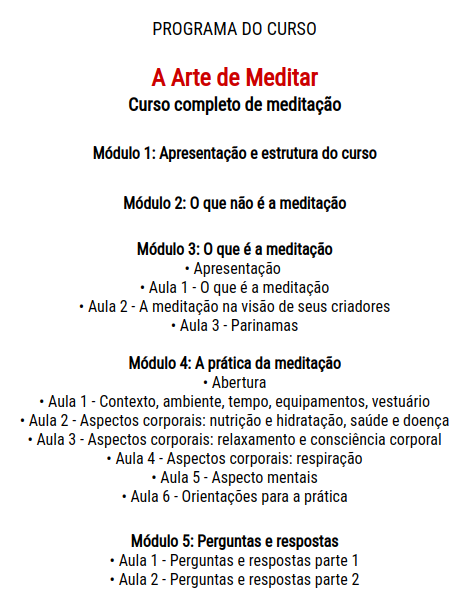 PROGRAMA DO CURSO
A Arte de Meditar
Curso completo de meditação
Módulo 1: Apresentação e estrutura do curso
Módulo 2: O que não é a meditação
Módulo 3: O que é a meditação
• Apresentação
• Aula 1 - O que é a meditação
• Aula 2 - A meditação na visão de seus criadores
• Aula 3 - Parinamas
Módulo 4: A prática da meditação
• Abertura
• Aula 1 - Contexto, ambiente, tempo, equipamentos, vestuário
• Aula 2 - Aspectos corporais: nutrição e hidratação, saúde e doença
• Aula 3 - Aspectos corporais: relaxamento e consciência corporal
• Aula 4 - Aspectos corporais: respiração
• Aula 5 - Aspecto mentais
• Aula 6 - Orientações para a prática
Módulo 5: Perguntas e respostas
• Aula 1 - Perguntas e respostas parte 1
• Aula 2 - Perguntas e respostas parte 2